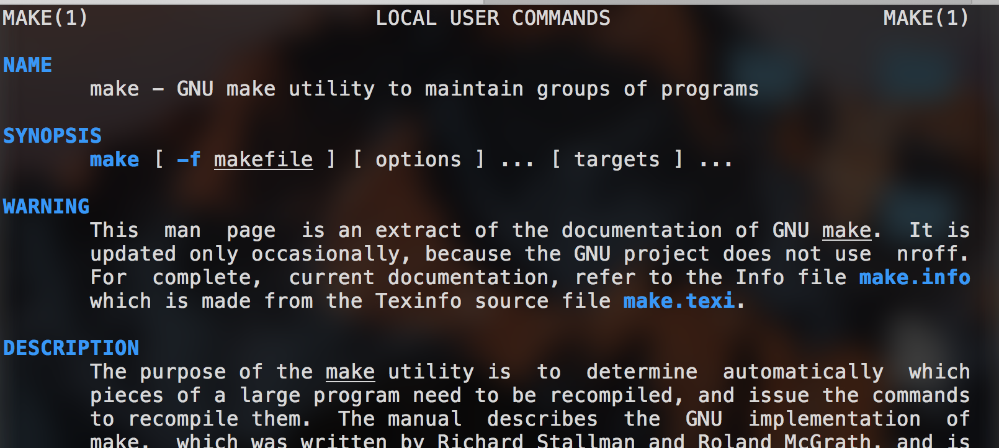 MAKE(1) LOCAL USER COMMANDS MAKE(1)
NAME
make - GNU make utility to maintain groups of programs
SYNOPSIS
make [ -f makefile ] [ options ] ... [ targets ] ...
WARNING
This man page is an extract of the documentation of GNU make. It is
updated only occasionally, because the GNU project does not use nroff.
For complete, current documentation, refer to the Info file make.info
which is made from the Texinfo source file make.texi.
DESCRIPTION
The purpose of the make utility is to determine automatically which
pieces of a large program need to be recompiled, and issue the commands
to recompile them. The manual describes the GNU implementation of
make, which was written by Richard Stallman and Roland McGrath, and is